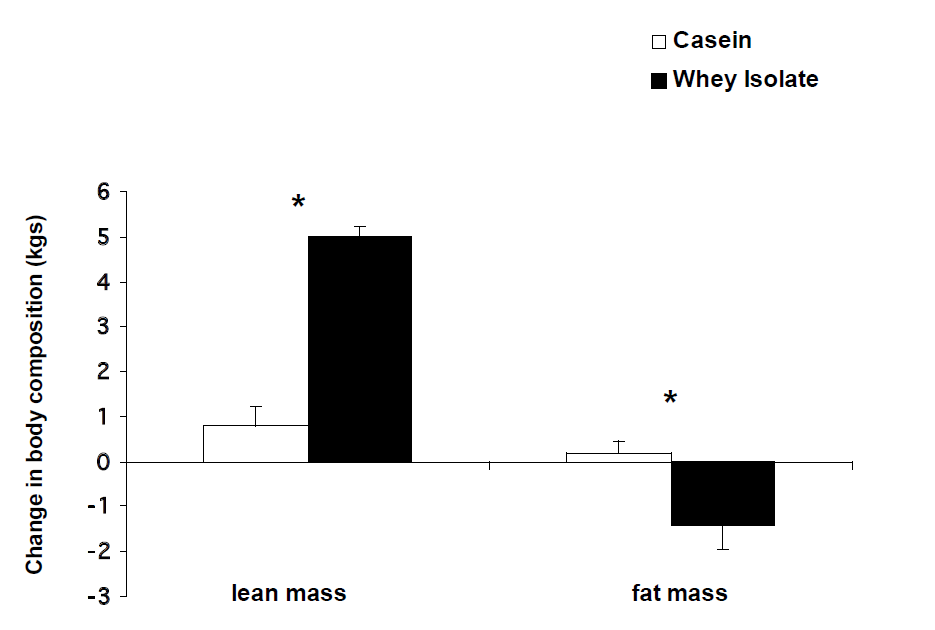 Casein
Whey Isolate
Change in body composition (kgs)
6
*
5
4
3
2
*
1
0
-1
-2
-3
lean mass
fat mass